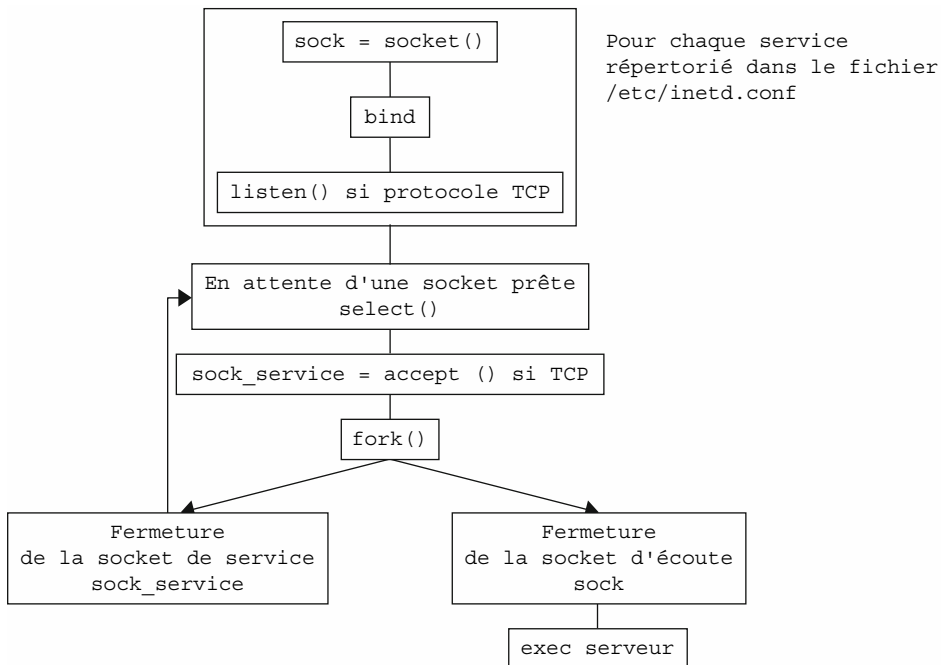 sock = socket()
Pour chaque service
répertorié dans le fichier
/etc/inetd.conf
bind
listen() si protocole TCP
En attente d'une socket prête
select()
sock_service = accept () si TCP
fork()
Fermeture
de la socket de service
sock_service
Fermeture
de la socket d'écoute
sock
exec serveur